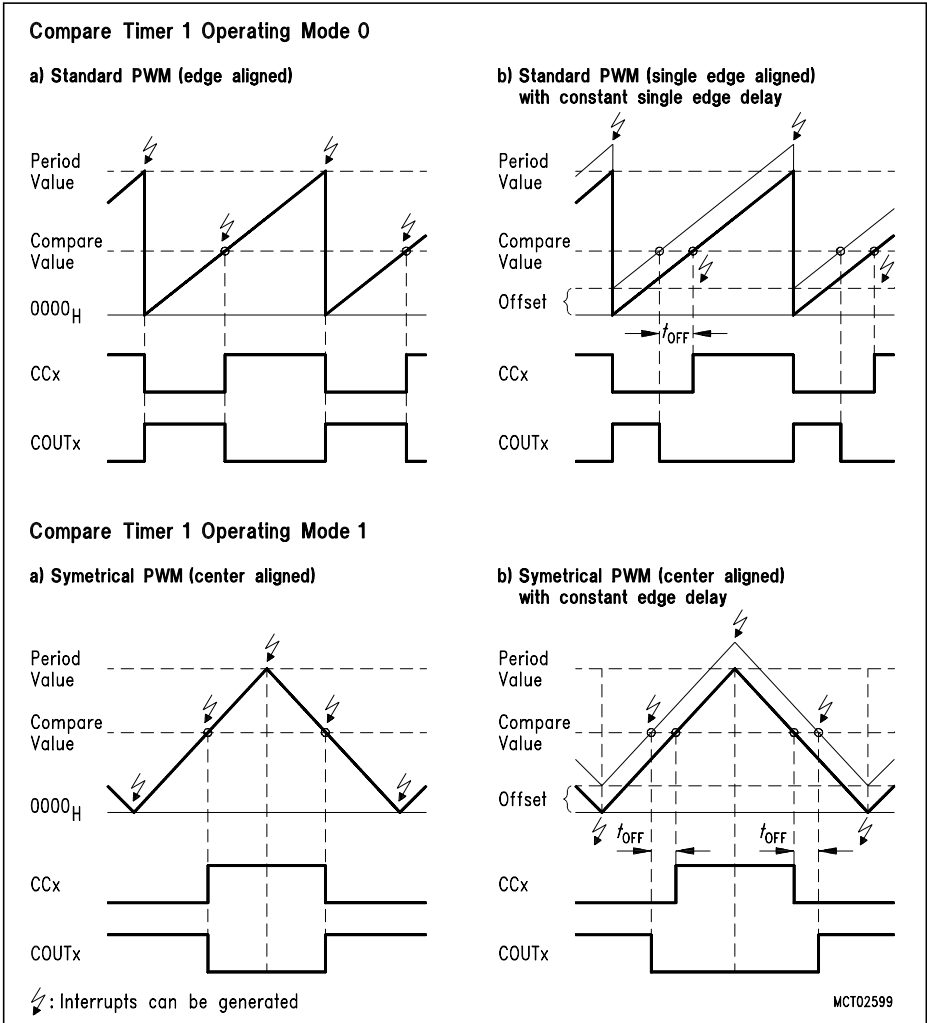 Compare Timer 1 Operating Mode 0
a) Standard PWM (edge aligned)
Period
Value
Compare
Value
0000H
CCx
COUTx
b) Standard PWM (single edge aligned)
with constant single edge delay
Period
Value
Compare
Value
Offset
tOFF
CCx
COUTx
Compare Timer 1 Operating Mode 1
a) Symetrical PWM (center aligned)
Period
Value
Compare
Value
0000H
CCx
COUTx
b) Symetrical PWM (center aligned)
with constant edge delay
Period
Value
Compare
Value
Offset
tOFF
tOFF
CCx
COUTx
: Interrupts can be generated
MCT02599